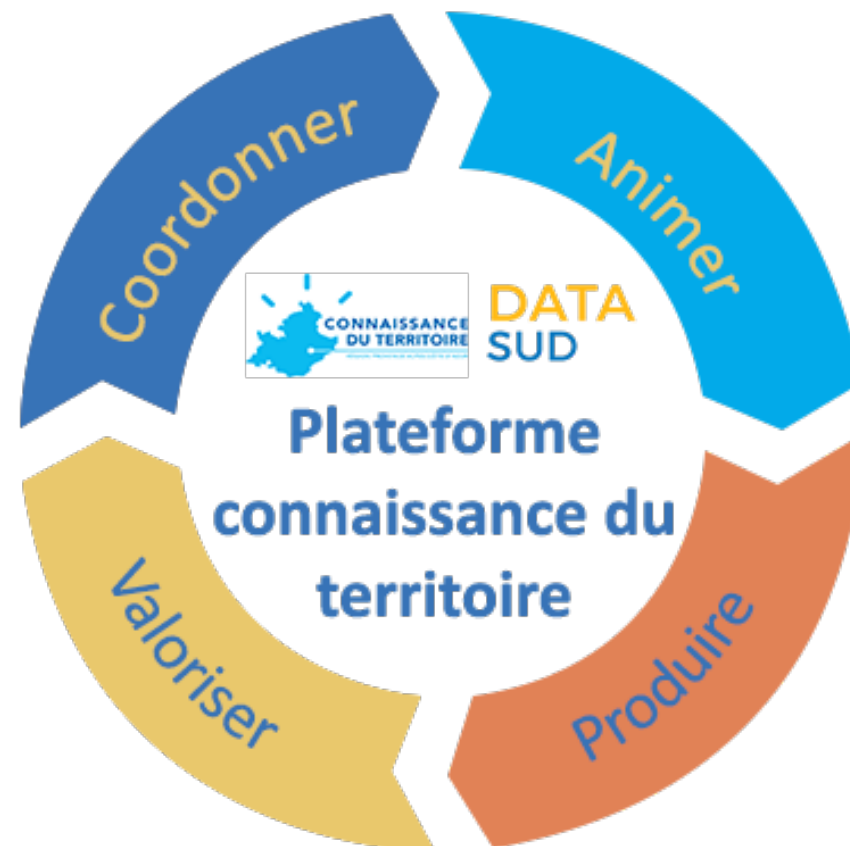 Coordonner
Animer
CONNAISSANCE
DU TERRITOIRE
DATA
SUD
Plateforme
connaissance du
territoire
Valoriser
Produire